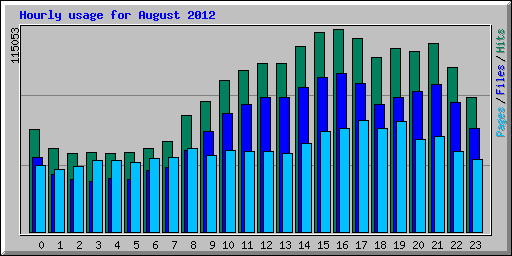 Hourly usage for August 2012
115053
Pages / Files / Hits
0 1 2 3 4 5 6 7 8 9 10 11 12 13 14 15 16 17 18 19 20 21 22 23